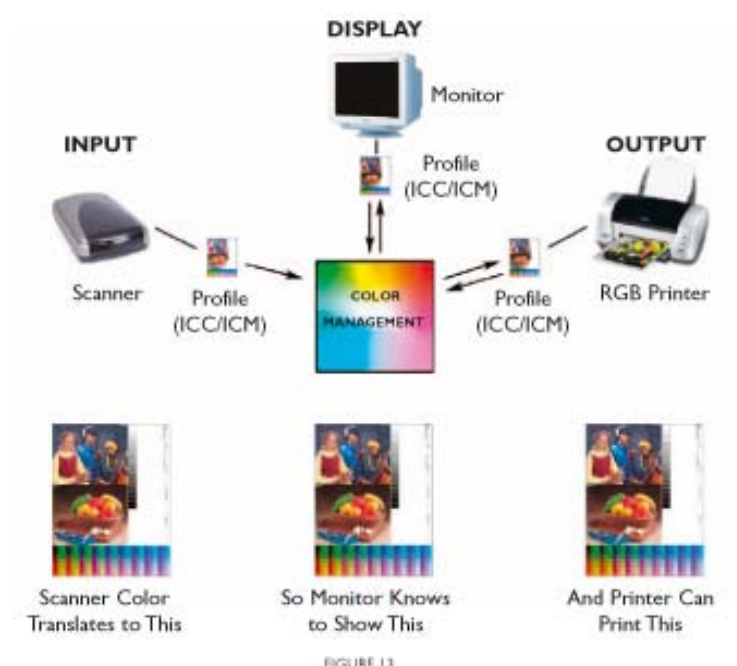 DISPLAY
Monitor
INPUT
OUTPUT
Profile
(ICC/ICM)
Scanner
Profile
(ICC/ICM)
COLOR
MANAGEMENT
Profile
(ICC/ICM)
RGB Printer
Scanner Color
Translates to This
So Monitor Knows
to Show This
And Printer Can
Print This
FIGURE 13